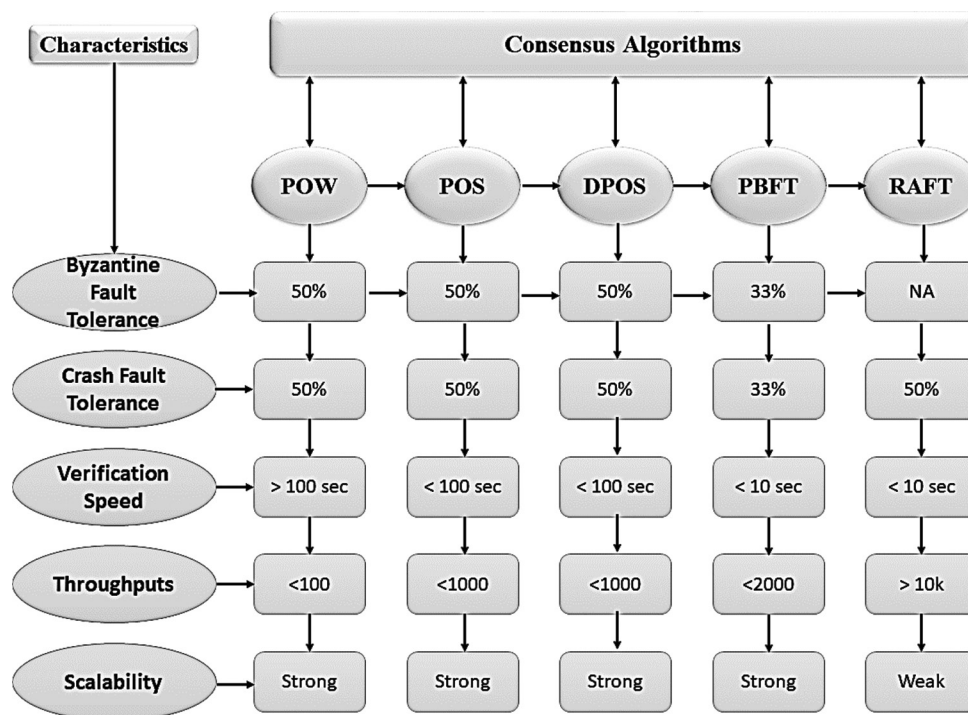 Characteristics
Consensus Algorithms
POW
POS
DPOS
PBFT
RAFT
Byzantine
Fault
Tolerance
50%
50%
50%
33%
NA
Crash Fault
Tolerance
50%
50%
50%
33%
50%
Verification
Speed
> 100 sec
< 100 sec
< 100 sec
< 10 sec
< 10 sec
Throughputs
<100
<1000
<1000
<2000
> 10k
Scalability
Strong
Strong
Strong
Strong
Weak